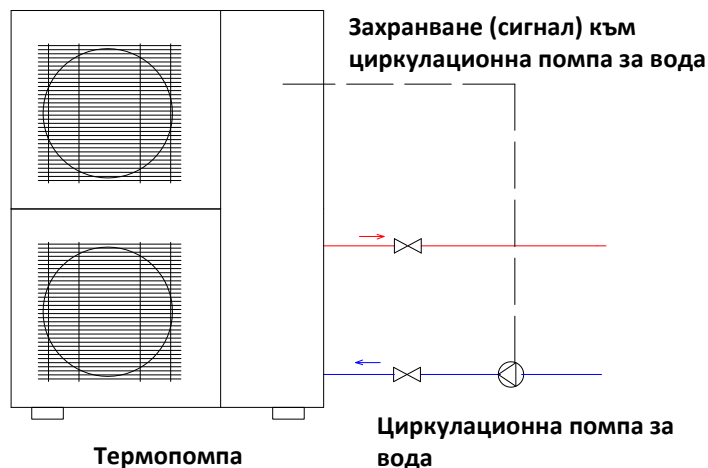 Захранване (сигнал) към
циркулационна помпа за вода
Циркулационна помпа за
вода
Термопомпа